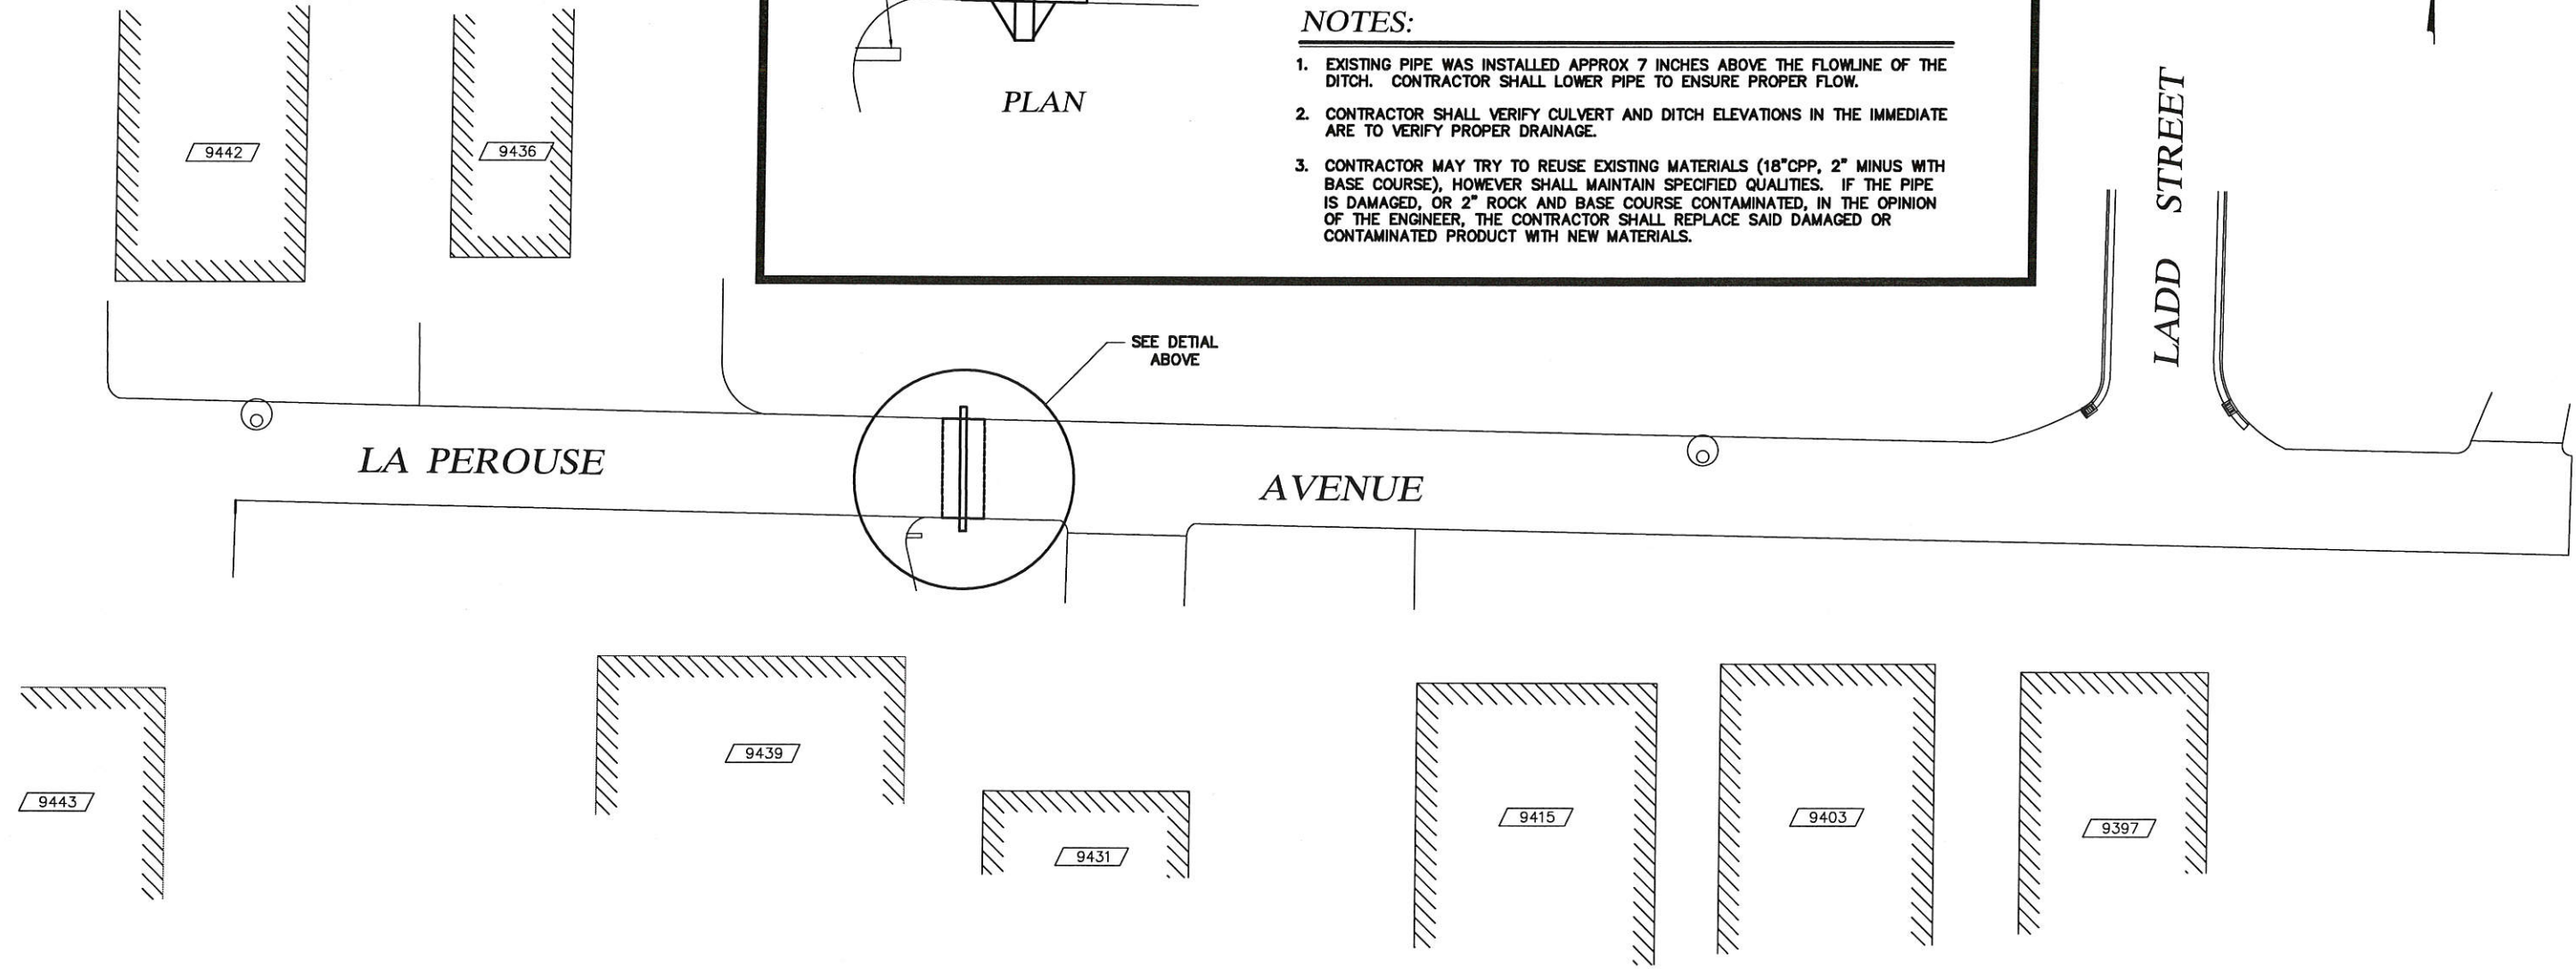 NOTES:
1. EXISTING PIPE WAS INSTALLED APPROX 7 INCHES ABOVE THE FLOWLINE OF THE
DITCH. CONTRACTOR SHALL LOWER PIPE TO ENSURE PROPER FLOW.
2. CONTRACTOR SHALL VERIFY CULVERT AND DITCH ELEVATIONS IN THE IMMEDIATE
ARE TO VERIFY PROPER DRAINAGE.
3. CONTRACTOR MAY TRY TO REUSE EXISTING MATERIALS (18"CPP, 2" MINUS WITH
BASE COURSE), HOWEVER SHALL MAINTAIN SPECIFIED QUALITIES. IF THE PIPE
IS DAMAGED, OR 2" ROCK AND BASE COURSE CONTAMINATED, IN THE OPINION
OF THE ENGINEER, THE CONTRACTOR SHALL REPLACE SAID DAMAGED OR
CONTAMINATED PRODUCT WITH NEW MATERIALS.
PLAN
9442
9436
LADD STREET
SEE DETIAL
ABOVE
LA PEROUSE
AVENUE
9443
9439
9431
9415
9403
9397